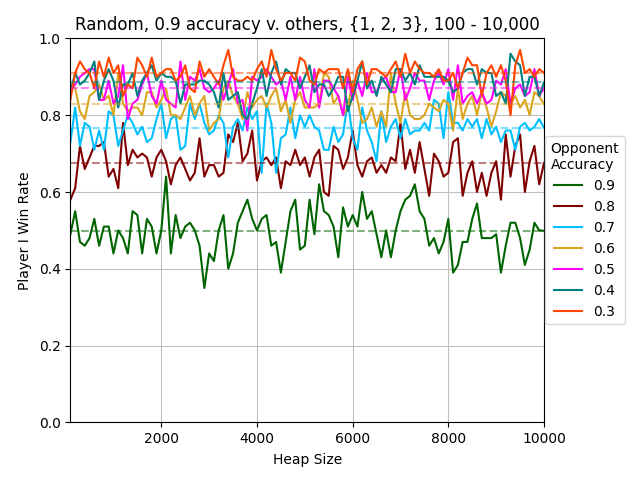 Random, 0.9 accuracy v. others, {1, 2, 3}, 100 - 10,000
Player I Win Rate
1.0
0.8
0.6
0.4
0.2
0.0
2000 4000 6000 8000 10000
Heap Size
Opponent
Accuracy
0.9
0.8
0.7
0.6
0.5
0.4
0.3